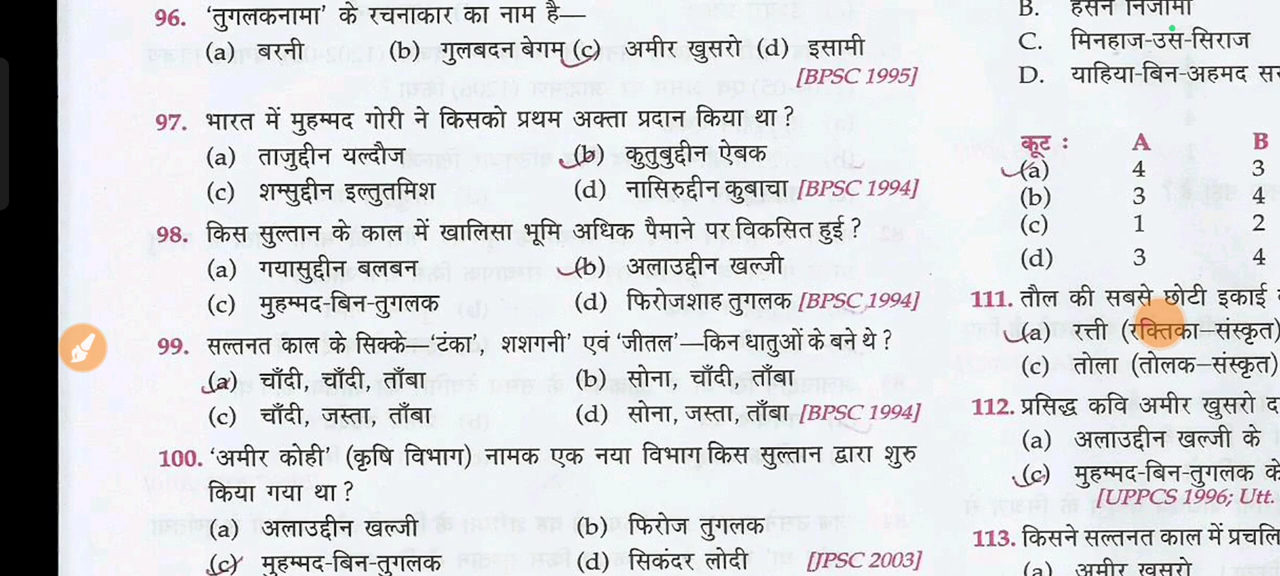 96. 'तुगलकनामा' के रचनाकार का नाम है—
(a) बरनी (b) गुलबदन बेगम (c) अमीर खुसरो (d) इसामी
[BPSC 1995]
97. भारत में मुहम्मद गोरी ने किसको प्रथम अक्ता प्रदान किया था ?
(a) ताजुद्दीन यल्दौज (b) कुतुबुद्दीन ऐबक
(c) शम्सुद्दीन इल्तुतमिश (d) नासिरुद्दीन कुबाचा [BPSC 1994]
98. किस सुल्तान के काल में खालिसा भूमि अधिक पैमाने पर विकसित हुई ?
(a) गयासुद्दीन बलबन (b) अलाउद्दीन खल्जी
(c) मुहम्मद-बिन-तुगलक (d) फिरोजशाह तुगलक [BPSC 1994]
99. सल्तनत काल के सिक्के—'टंका', शशगनी' एवं 'जीतल'—किन धातुओं के बने थे ?
(a) चाँदी, चाँदी, ताँबा (b) सोना, चाँदी, ताँबा
(c) चाँदी, जस्ता, ताँबा (d) सोना, जस्ता, ताँबा [BPSC 1994]
100. 'अमीर कोही' (कृषि विभाग) नामक एक नया विभाग किस सुल्तान द्वारा शुरु
किया गया था ?
(a) अलाउद्दीन खल्जी (b) फिरोज तुगलक
(c) मुहम्मद-बिन-तुगलक (d) सिकंदर लोदी [JPSC 2003]
B. हसन निजामी
C. मिनहाज-उस-सिराज
D. याहिया-बिन-अहमद
कूट : A B
(a) 4 3
(b) 3 4
(c) 1 2
(d) 3 4
111. तौल की सबसे छोटी इकाई
(a) रत्ती (रक्तिका—संस्कृत)
(c) तोला (तोलक—संस्कृत)
112. प्रसिद्ध कवि अमीर खुसरो
(a) अलाउद्दीन खल्जी के
(c) मुहम्मद-बिन-तुगलक के
[UPPCS 1996; Utt.
113. किसने सल्तनत काल में
(a) अमीर खुसरो